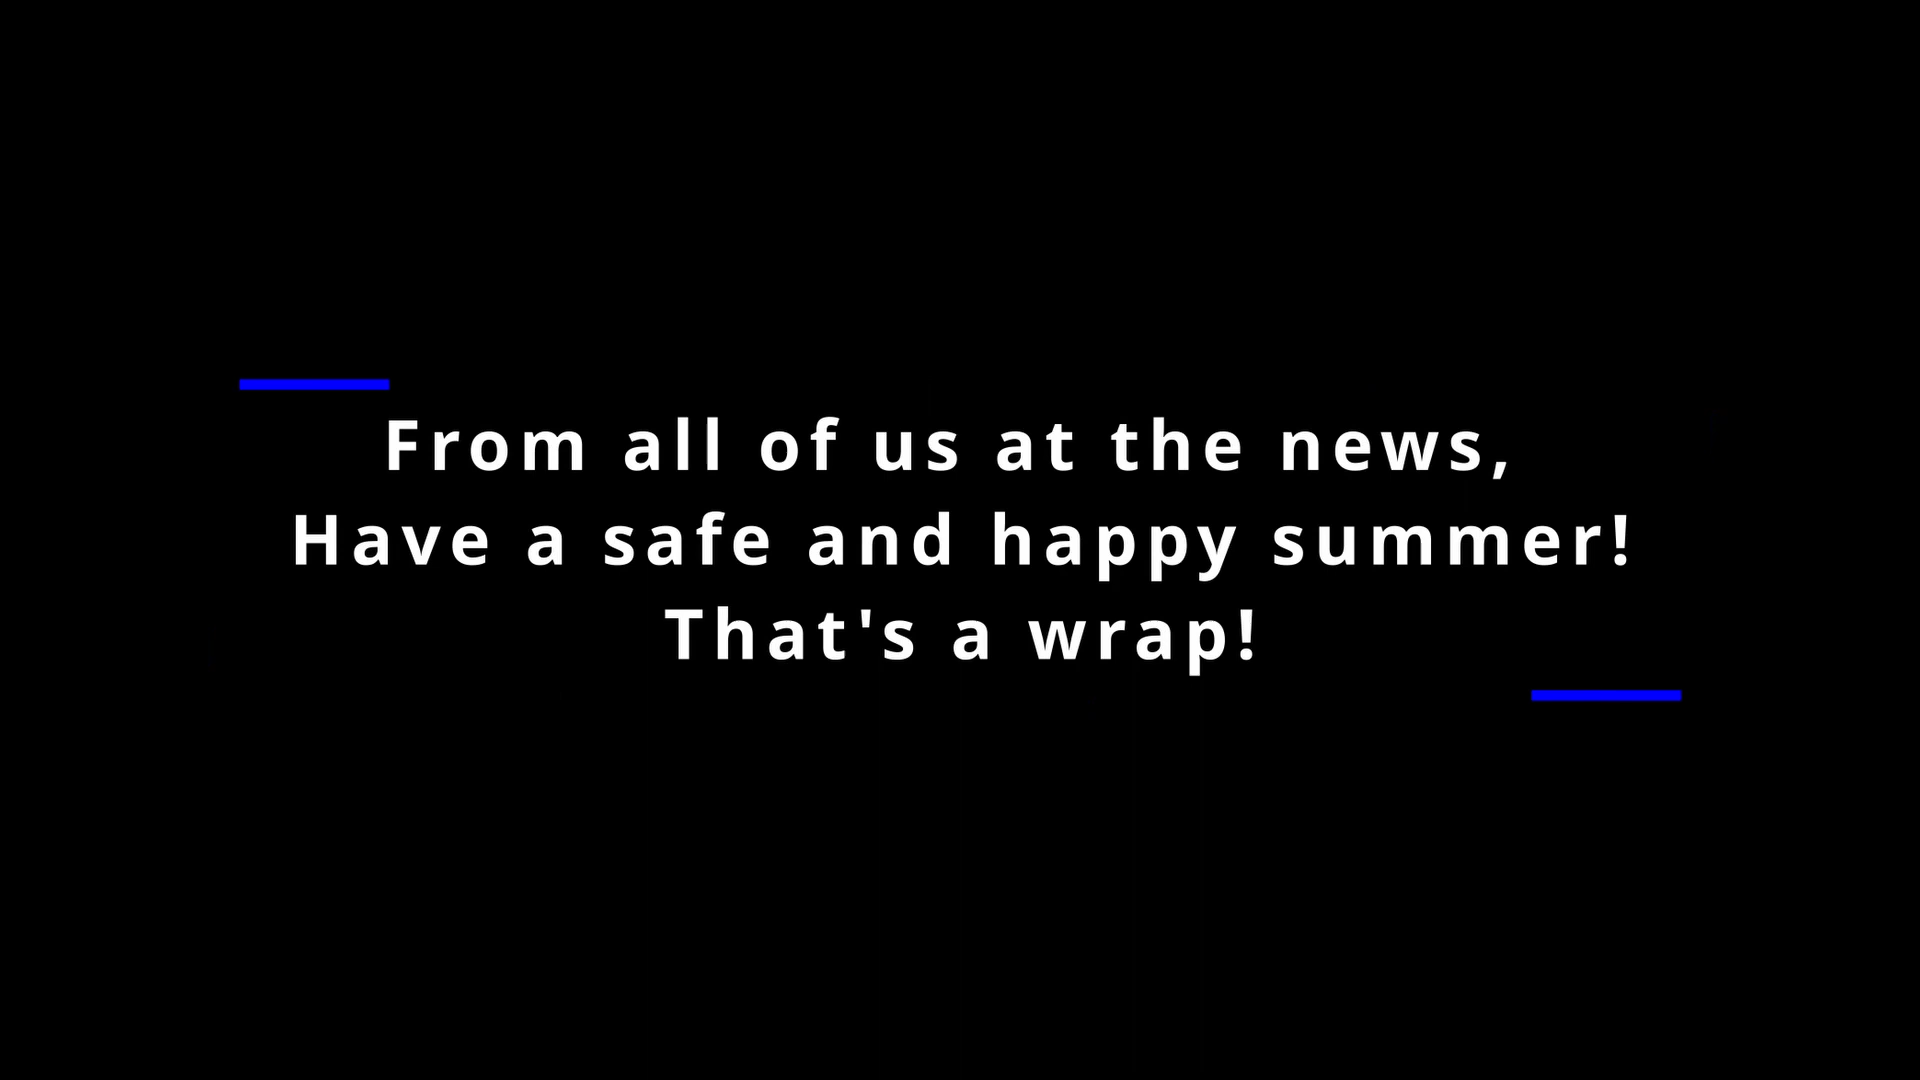 From all of us at the news,
Have a safe and happy summer!
That's a wrap!